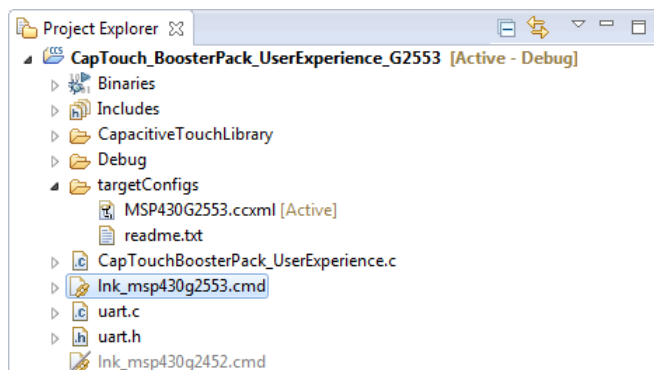 Project Explorer
CapTouch_BoosterPack_UserExperience_G2553 [Active - Debug]
Binaries
Includes
CapacitiveTouchLibrary
Debug
targetConfigs
MSP430G2553.ccxml [Active]
readme.txt
CapTouchBoosterPack_UserExperience.c
lnk_msp430g2553.cmd
uart.c
uart.h
lnk_msp430g2452.cmd